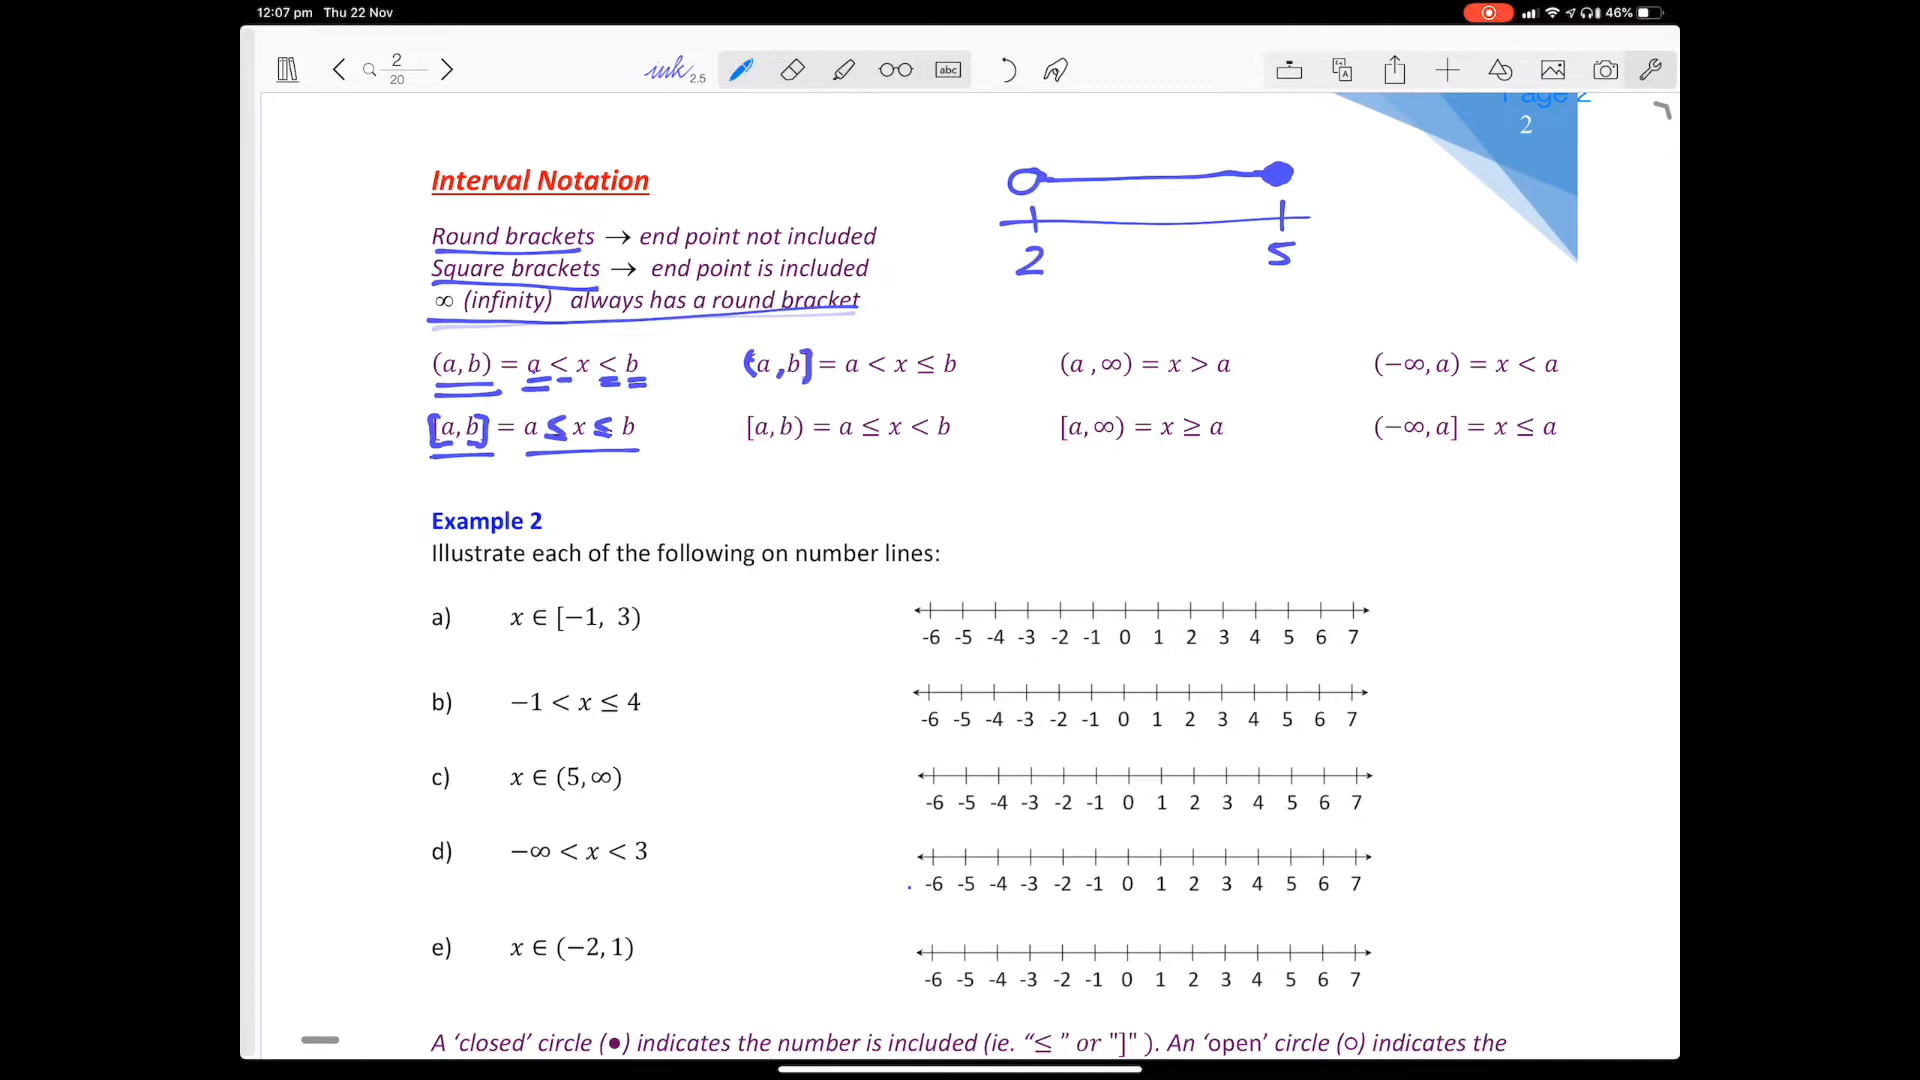 12:07 pm Thu 22 Nov
46%
2
20
ink 2.5
abc
Page 2
2
Interval Notation
Round brackets → end point not included
Square brackets → end point is included
∞ (infinity) always has a round bracket
2 5
(a, b) = a < x < b (a , b] = a < x ≤ b (a , ∞) = x > a (−∞, a) = x < a
[a, b] = a ≤ x ≤ b [a, b) = a ≤ x < b [a, ∞) = x ≥ a (−∞, a] = x ≤ a
Example 2
Illustrate each of the following on number lines:
a) x ∈ [−1, 3)
-6 -5 -4 -3 -2 -1 0 1 2 3 4 5 6 7
b) −1 < x ≤ 4
-6 -5 -4 -3 -2 -1 0 1 2 3 4 5 6 7
c) x ∈ (5, ∞)
-6 -5 -4 -3 -2 -1 0 1 2 3 4 5 6 7
d) −∞ < x < 3
-6 -5 -4 -3 -2 -1 0 1 2 3 4 5 6 7
e) x ∈ (−2, 1)
-6 -5 -4 -3 -2 -1 0 1 2 3 4 5 6 7
A ‘closed’ circle (●) indicates the number is included (ie. “≤ ” or "]" ). An ‘open’ circle (○) indicates the